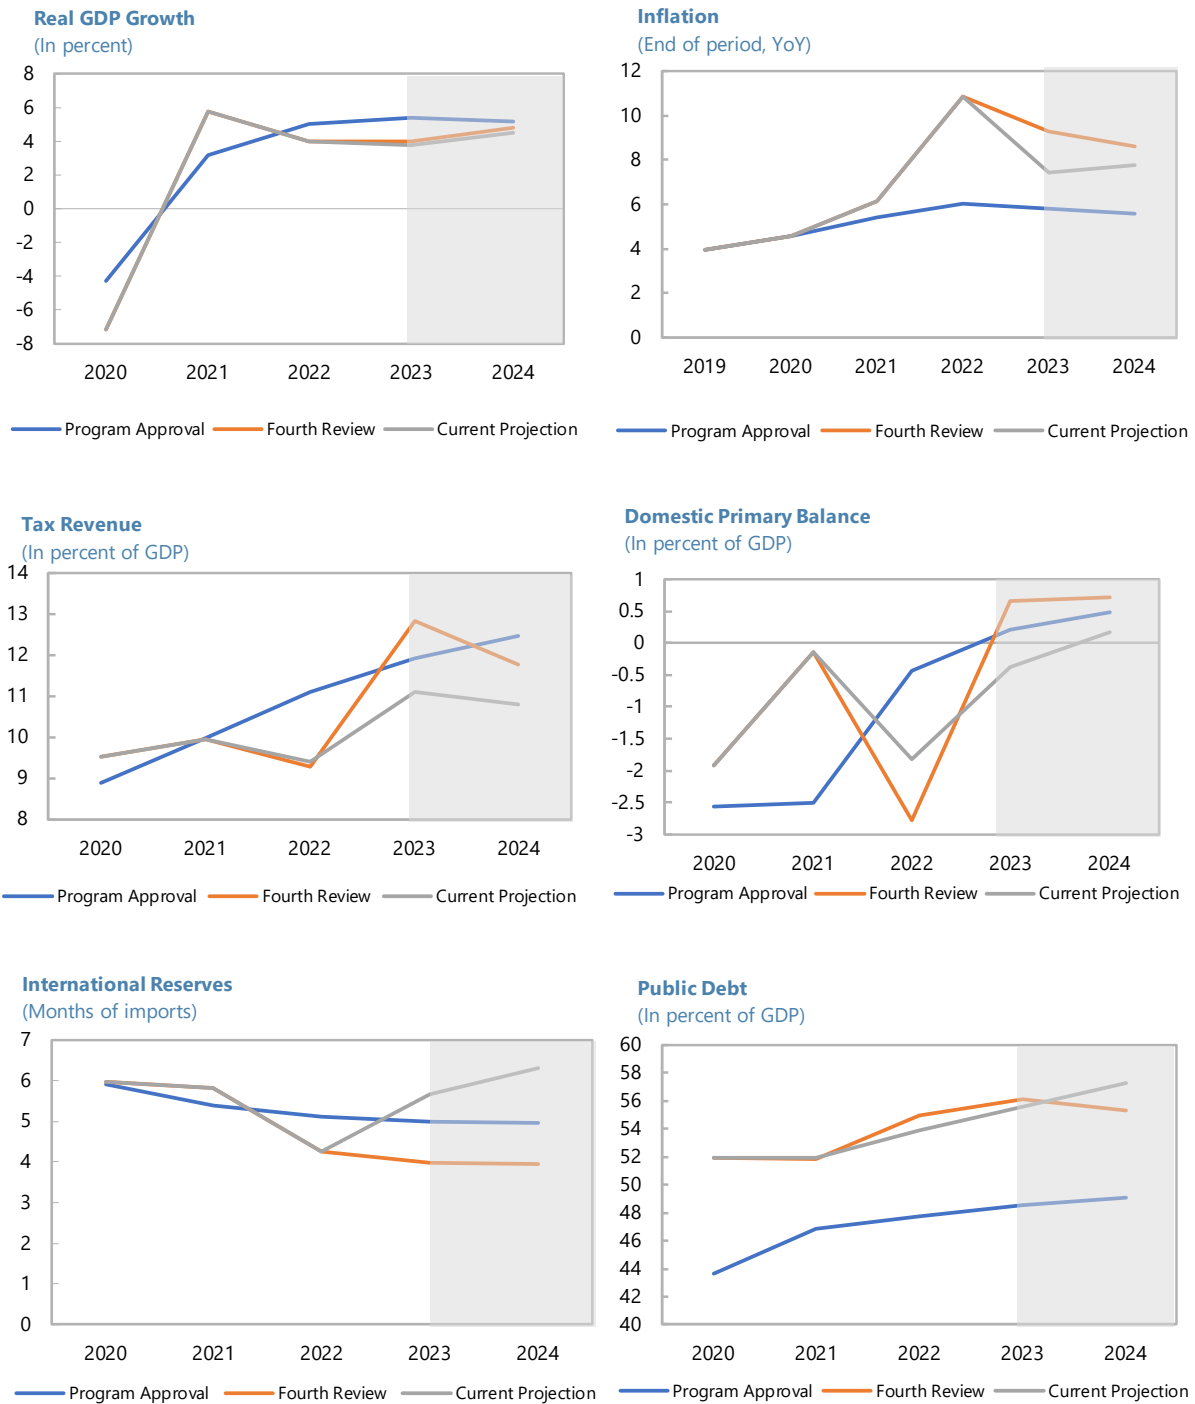 Real GDP Growth
(In percent)
8
6
4
2
0
-2
-4
-6
-8
2020 2021 2022 2023 2024
Program Approval Fourth Review Current Projection
Inflation
(End of period, YoY)
12
10
8
6
4
2
0
2019 2020 2021 2022 2023 2024
Program Approval Fourth Review Current Projection
Tax Revenue
(In percent of GDP)
14
13
12
11
10
9
8
2020 2021 2022 2023 2024
Program Approval Fourth Review Current Projection
Domestic Primary Balance
(In percent of GDP)
1
0.5
0
-0.5
-1
-1.5
-2
-2.5
-3
2020 2021 2022 2023 2024
Program Approval Fourth Review Current Projection
International Reserves
(Months of imports)
7
6
5
4
3
2
1
0
2020 2021 2022 2023 2024
Program Approval Fourth Review Current Projection
Public Debt
(In percent of GDP)
60
58
56
54
52
50
48
46
44
42
40
2020 2021 2022 2023 2024
Program Approval Fourth Review Current Projection